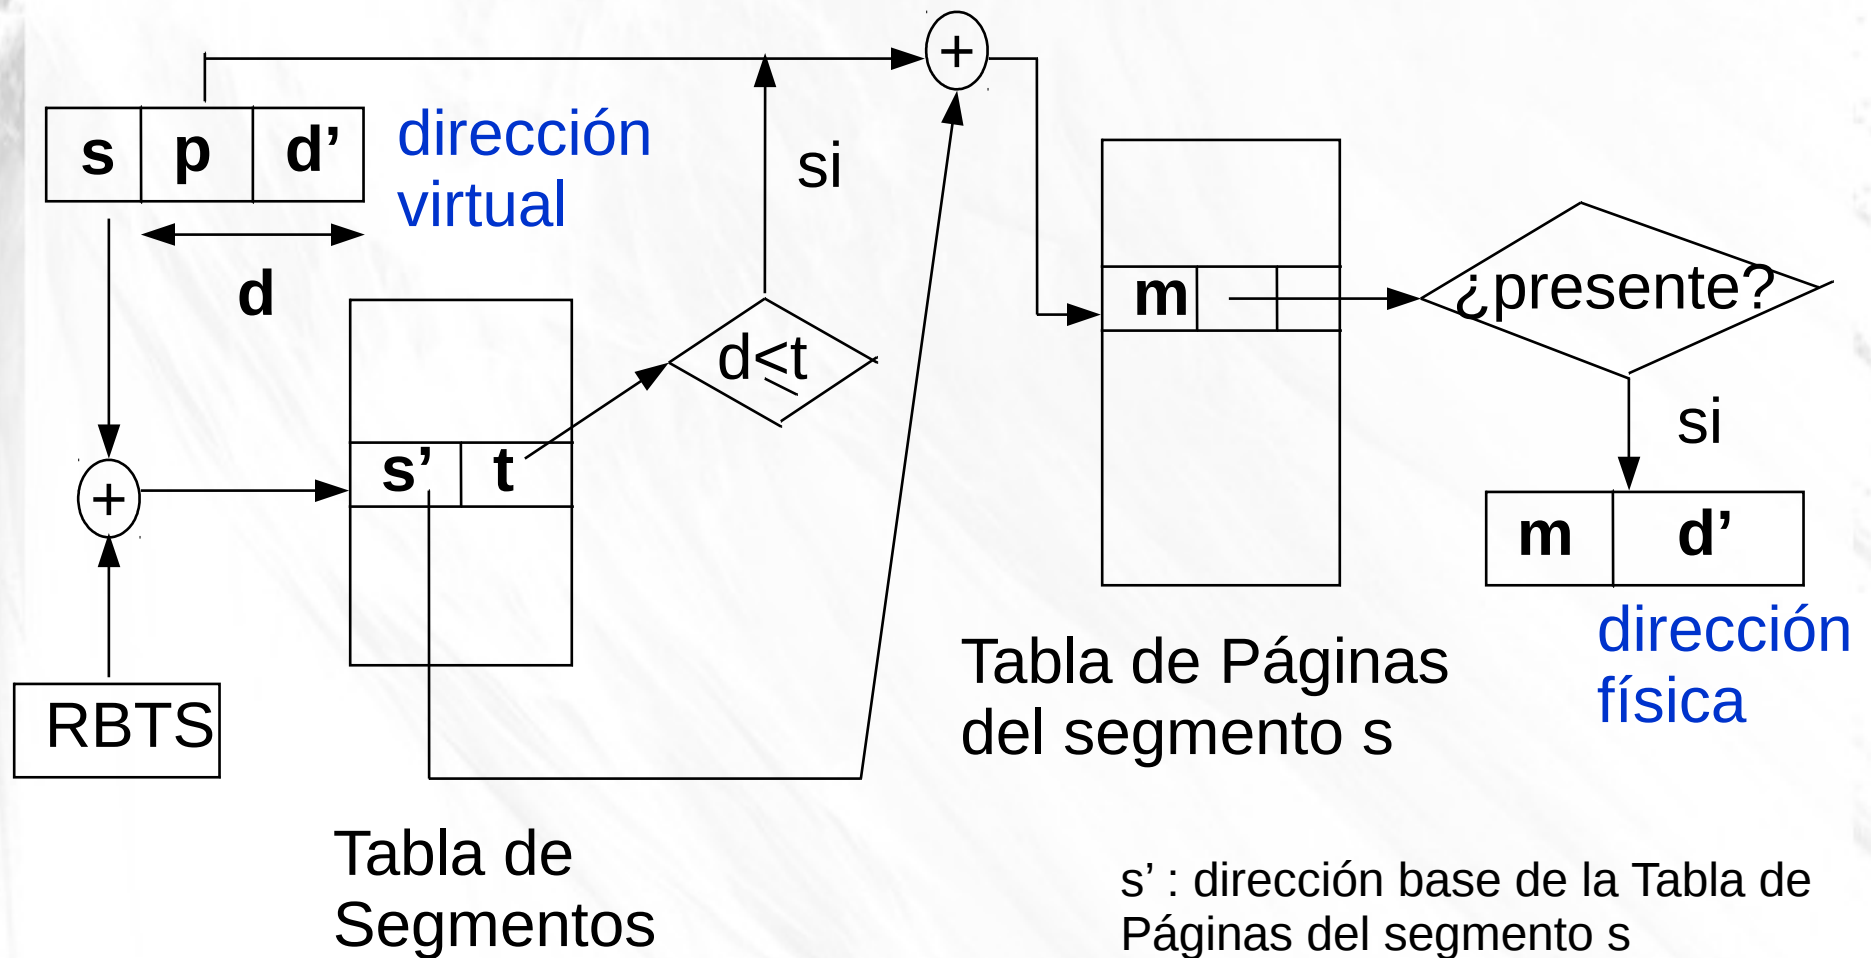 +
s p d’
dirección
virtual
si
d
m
¿presente?
d<t
si
s’ t
+
m d’
RBTS
dirección
física
Tabla de Páginas
del segmento s
Tabla de
Segmentos
s’ : dirección base de la Tabla de
Páginas del segmento s